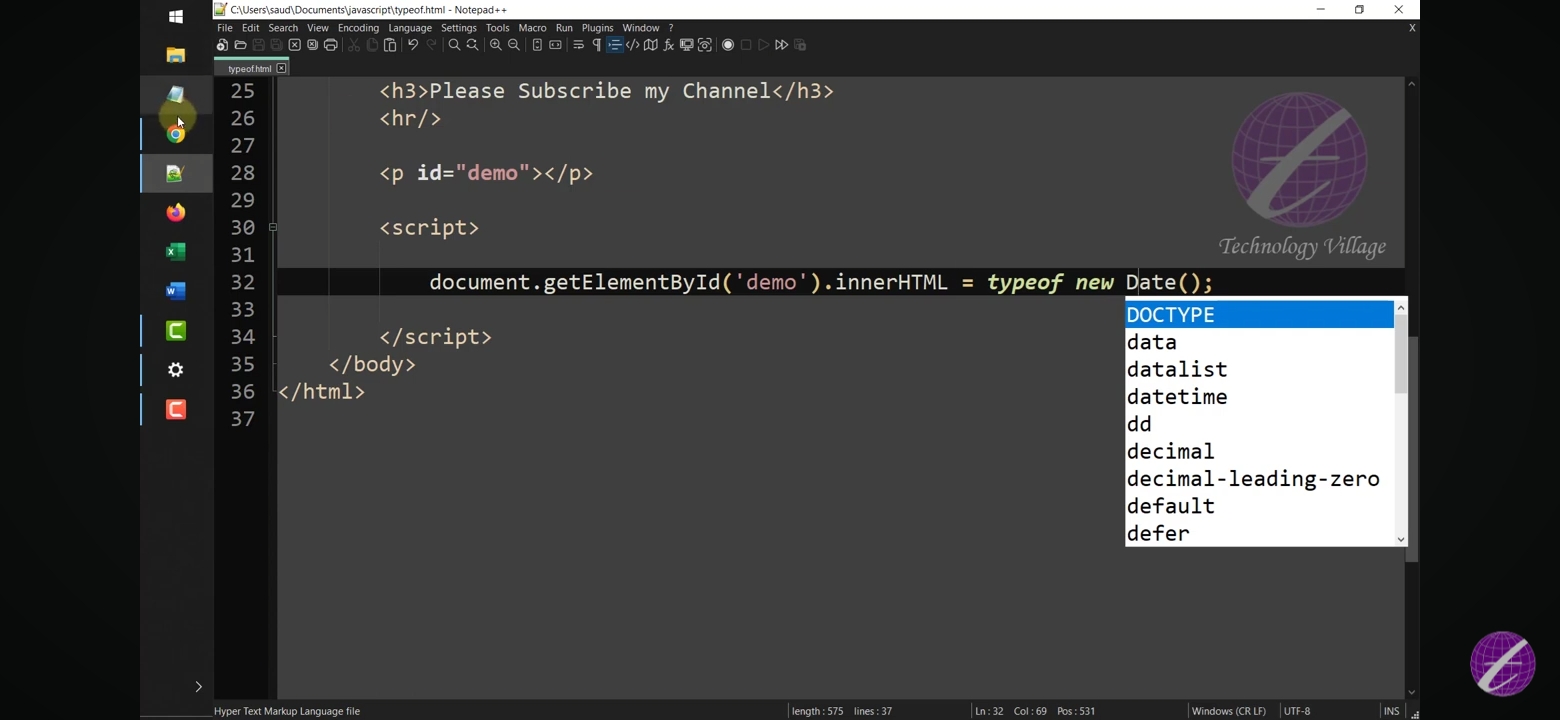 C:\Users\saud\Documents\javascript\typeof.html - Notepad++
File Edit Search View Encoding Language Settings Tools Macro Run Plugins Window ? X
typeof.html
25 <h3>Please Subscribe my Channel</h3>
26 <hr/>
27
28 <p id="demo"></p>
29
30 <script>
31
32 document.getElementById('demo').innerHTML = typeof new Date();
33
34 </script>
35 </body>
36 </html>
37
DOCTYPE
data
datalist
datetime
dd
decimal
decimal-leading-zero
default
defer
Technology Village
Hyper Text Markup Language file length : 575 lines : 37 Ln : 32 Col : 69 Pos : 531 Windows (CR LF) UTF-8 INS